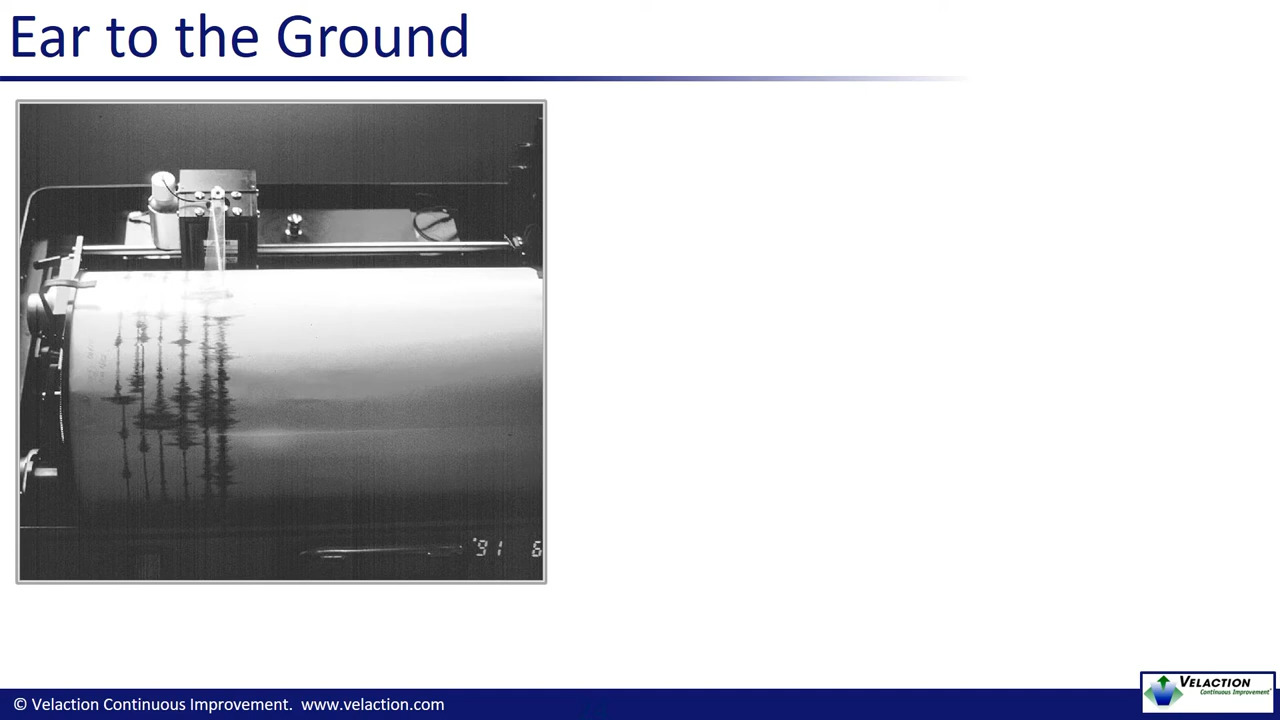 Ear to the Ground
'91 6
© Velaction Continuous Improvement. www.velaction.com
VELACTION
Continuous Improvement